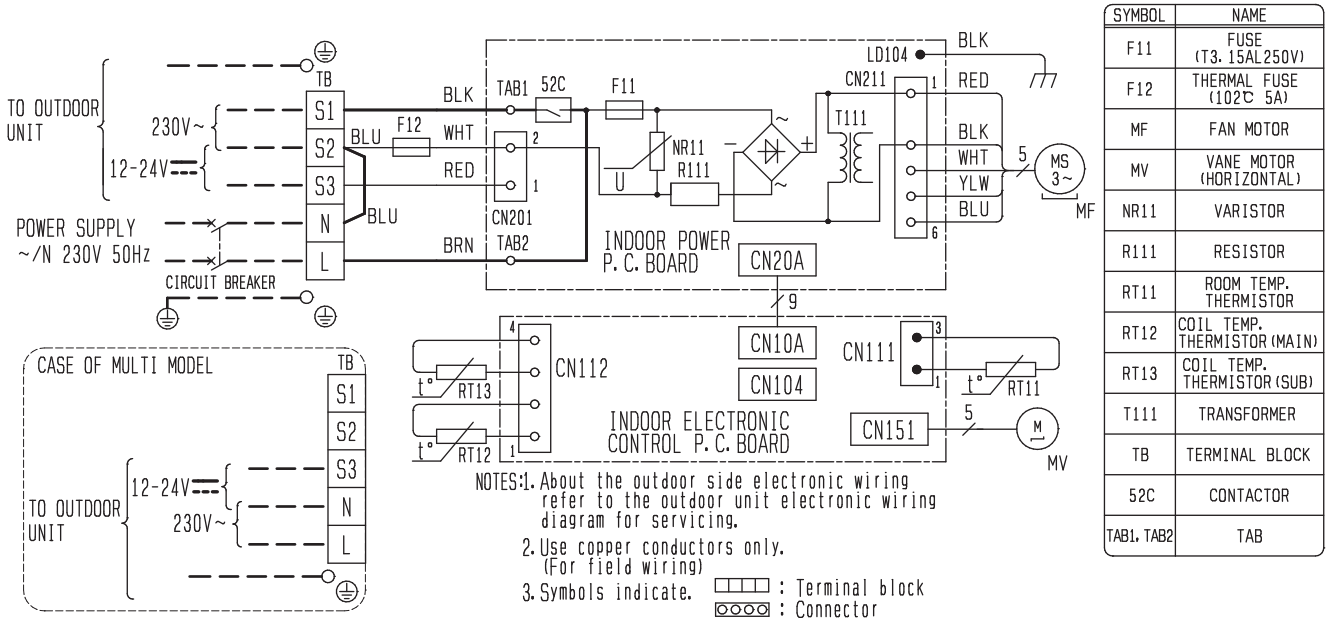 TO OUTDOOR
UNIT
230V~
12-24V
POWER SUPPLY
~/N 230V 50Hz
CIRCUIT BREAKER
TB
S1
S2
S3
N
L
BLK
BLU
F12
WHT
RED
BLU
BRN
TAB1
52C
F11
2
1
CN201
TAB2
NR11
U
R111
~
−
+
~
T111
LD104
BLK
CN211
1
RED
BLK
WHT
YLW
BLU
6
5
MS
3~
MF
INDOOR POWER
P.C.BOARD
CN20A
9
CN10A
CN104
CN111
3
1
t°
RT11
CN112
4
1
t°
RT13
t°
RT12
INDOOR ELECTRONIC
CONTROL P.C.BOARD
CN151
5
M
MV
CASE OF MULTI MODEL
TB
S1
S2
S3
N
L
12-24V
230V~
TO OUTDOOR
UNIT
NOTES:1. About the outdoor side electronic wiring
refer to the outdoor unit electronic wiring
diagram for servicing.
2. Use copper conductors only.
(For field wiring)
3. Symbols indicate.
: Terminal block
: Connector
SYMBOL NAME
F11 FUSE
(T3.15AL250V)
F12 THERMAL FUSE
(102℃ 5A)
MF FAN MOTOR
MV VANE MOTOR
(HORIZONTAL)
NR11 VARISTOR
R111 RESISTOR
RT11 ROOM TEMP.
THERMISTOR
RT12 COIL TEMP.
THERMISTOR(MAIN)
RT13 COIL TEMP.
THERMISTOR(SUB)
T111 TRANSFORMER
TB TERMINAL BLOCK
52C CONTACTOR
TAB1,TAB2 TAB